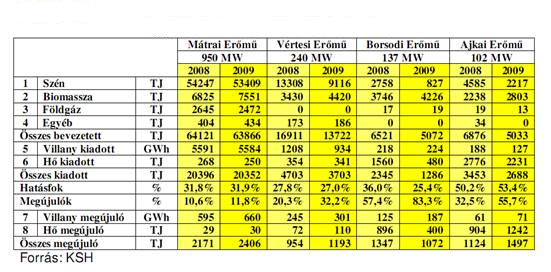 Mátrai Erőmű Vértesi Erőmű Borsodi Erőmű Ajkai Erőmű
950 MW 240 MW 137 MW 102 MW
2008 2009 2008 2009 2008 2009 2008 2009
1 Szén TJ 54247 53409 13308 9116 2758 827 4585 2217
2 Biomassza TJ 6825 7551 3430 4420 3746 4226 2238 2803
3 Földgáz TJ 2645 2472 0 0 17 19 19 13
4 Egyéb TJ 404 434 173 186 0 0 34 0
Összes bevezetett TJ 64121 63866 16911 13722 6521 5072 6876 5033
5 Villany kiadott GWh 5591 5584 1208 934 218 224 188 127
6 Hő kiadott TJ 268 250 354 341 1560 480 2776 2231
Összes kiadott TJ 20396 20352 4703 3703 2345 1286 3453 2688
Hatásfok % 31,8% 31,9% 27,8% 27,0% 36,0% 25,4% 50,2% 53,4%
Megújulók % 10,6% 11,8% 20,3% 32,2% 57,4% 83,3% 32,5% 55,7%
7 Villany megújuló GWh 595 660 245 301 125 187 61 71
8 Hő megújuló TJ 29 30 72 110 896 400 904 1242
Összes megújuló TJ 2171 2406 954 1193 1347 1072 1124 1497
Forrás: KSH